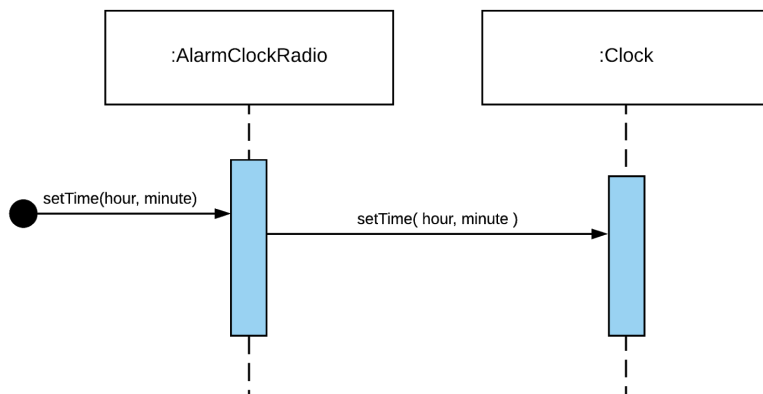 :AlarmClockRadio
:Clock
setTime(hour, minute)
setTime( hour, minute )